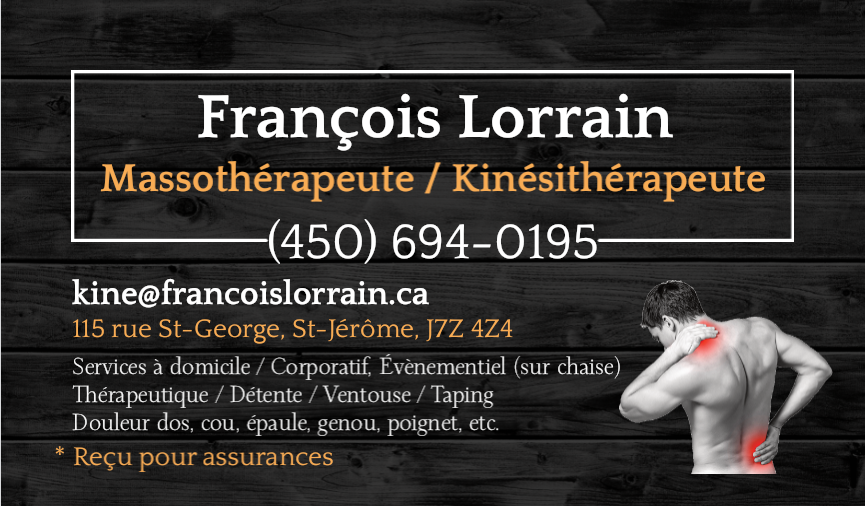 François Lorrain
Massothérapeute / Kinésithérapeute
(450) 694-0195
kine@francoislorrain.ca
115 rue St-George, St-Jérôme, J7Z 4Z4
Services à domicile / Corporatif, Évènementiel (sur chaise)
Thérapeutique / Détente / Ventouse / Taping
Douleur dos, cou, épaule, genou, poignet, etc.
* Reçu pour assurances